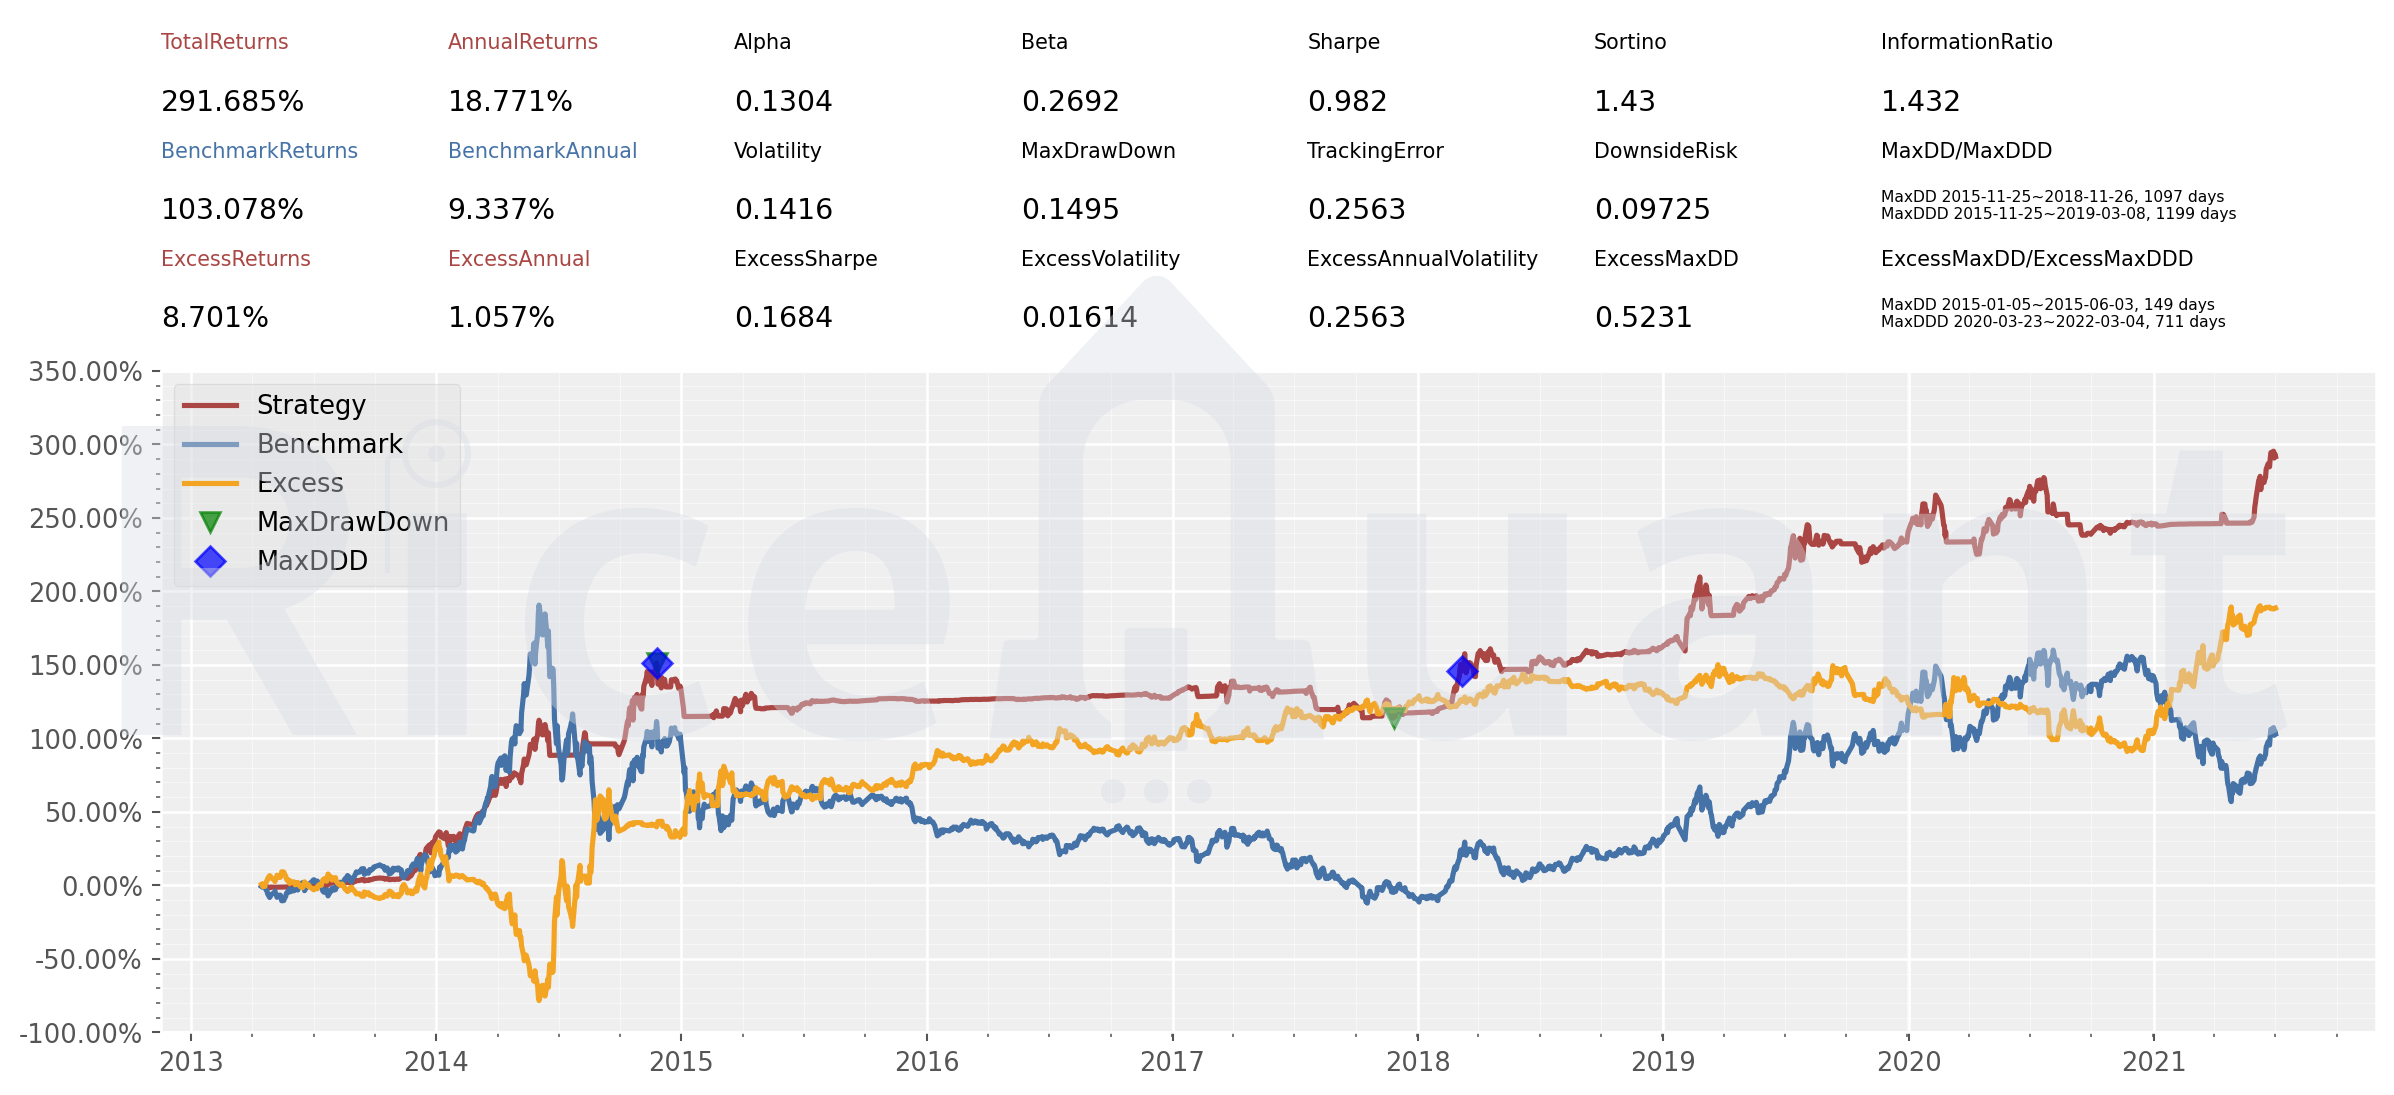 TotalReturns AnnualReturns Alpha Beta Sharpe Sortino InformationRatio
291.685% 18.771% 0.1304 0.2692 0.982 1.43 1.432
BenchmarkReturns BenchmarkAnnual Volatility MaxDrawDown TrackingError DownsideRisk MaxDD/MaxDDD
103.078% 9.337% 0.1416 0.1495 0.2563 0.09725 MaxDD 2015-11-25~2018-11-26, 1097 days
MaxDDD 2015-11-25~2019-03-08, 1199 days
ExcessReturns ExcessAnnual ExcessSharpe ExcessVolatility ExcessAnnualVolatility ExcessMaxDD ExcessMaxDD/ExcessMaxDDD
8.701% 1.057% 0.1684 0.01614 0.2563 0.5231 MaxDD 2015-01-05~2015-06-03, 149 days
MaxDDD 2020-03-23~2022-03-04, 711 days
350.00%
300.00%
250.00%
200.00%
150.00%
100.00%
50.00%
0.00%
-50.00%
-100.00%
Strategy
Benchmark
Excess
MaxDrawDown
MaxDDD
RiceQuant
2013 2014 2015 2016 2017 2018 2019 2020 2021